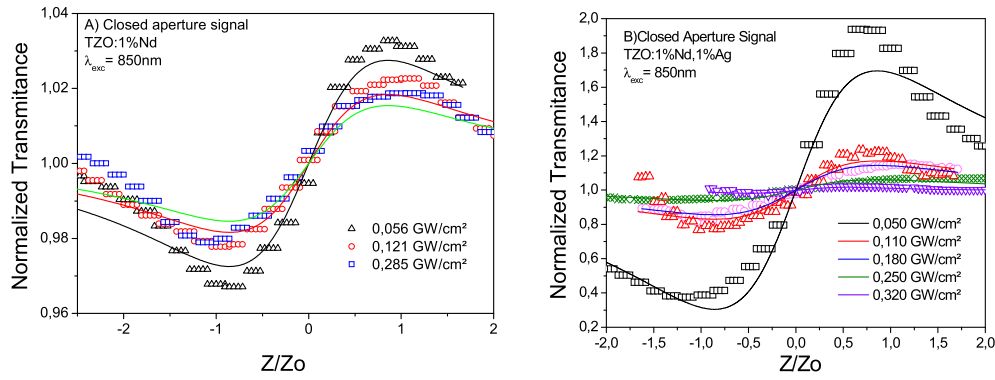 A) Closed aperture signal
TZO:1%Nd
λexc= 850nm
1,04
1,02
1,00
0,98
0,96
Normalized Transmitance
0,056 GW/cm²
0,121 GW/cm²
0,285 GW/cm²
-2
-1
0
1
2
Z/Zo
B)Closed Aperture Signal
TZO:1%Nd,1%Ag
λexc= 850nm
2,0
1,8
1,6
1,4
1,2
1,0
0,8
0,6
0,4
0,2
Normalized Transmitance
0,050 GW/cm²
0,110 GW/cm²
0,180 GW/cm²
0,250 GW/cm²
0,320 GW/cm²
-2,0
-1,5
-1,0
-0,5
0,0
0,5
1,0
1,5
2,0
Z/Zo